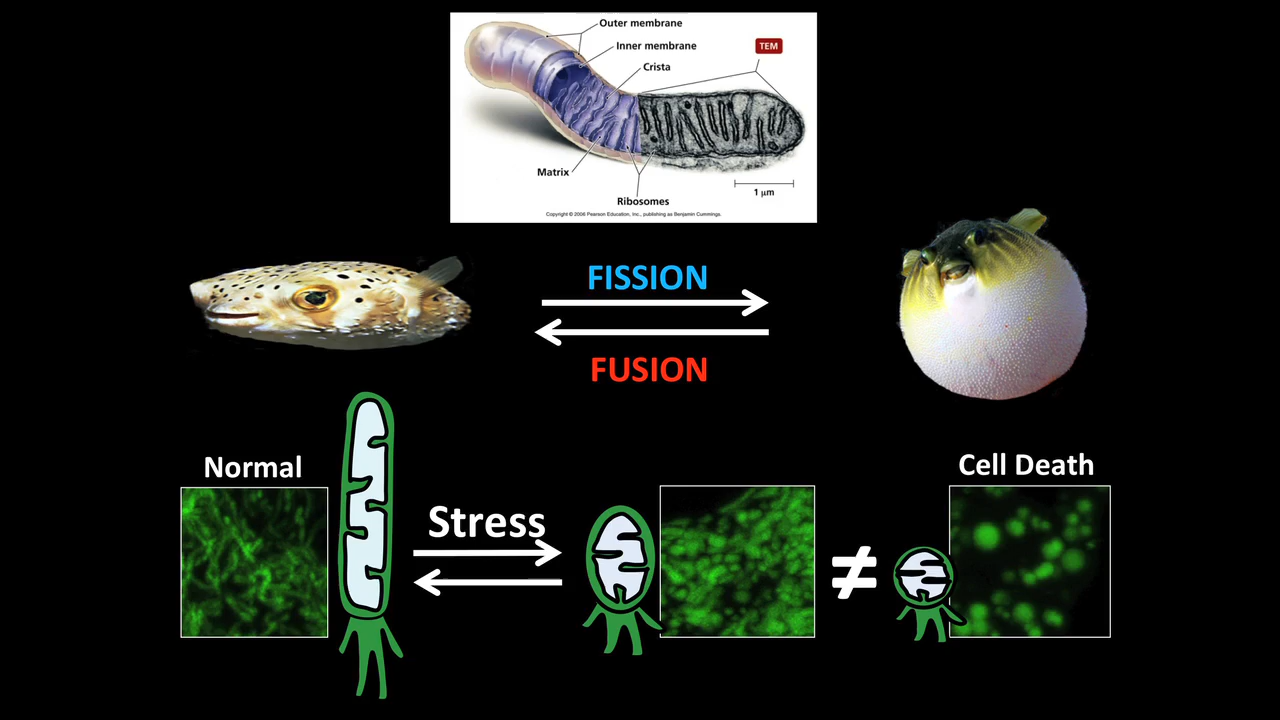 Outer membrane
Inner membrane
TEM
Crista
Matrix
1 μm
Ribosomes
Copyright © 2006 Pearson Education, Inc., publishing as Benjamin Cummings.
FISSION
FUSION
Normal
Cell Death
Stress
≠